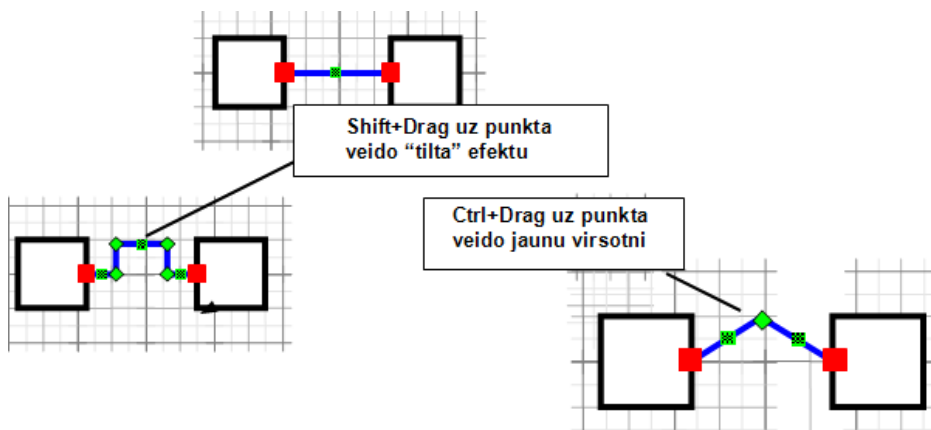 Shift+Drag uz punkta
veido “tilta” efektu
Ctrl+Drag uz punkta
veido jaunu virsotni